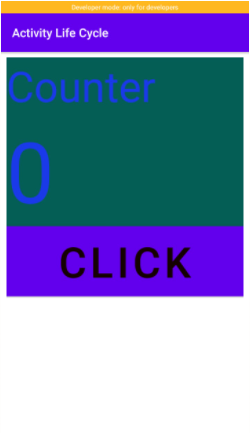 Developer mode: only for developers
Activity Life Cycle
Counter
0
CLICK